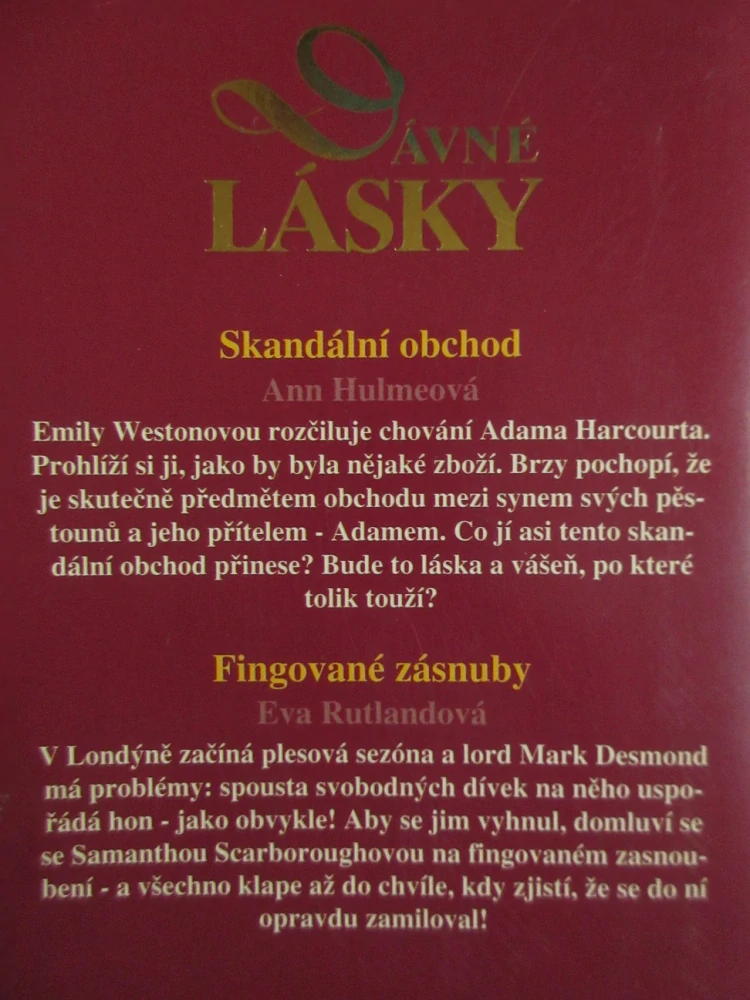 DÁVNÉ
LÁSKY
Skandální obchod
Ann Hulmeová
Emily Westonovou rozčiluje chování Adama Harcourta.
Prohlíží si ji, jako by byla nějaké zboží. Brzy pochopí, že
je skutečně předmětem obchodu mezi synem svých pěs-
tounů a jeho přítelem - Adamem. Co jí asi tento skan-
dální obchod přinese? Bude to láska a vášeň, po které
tolik touží?
Fingované zásnuby
Eva Rutlandová
V Londýně začíná plesová sezóna a lord Mark Desmond
má problémy: spousta svobodných dívek na něho uspo-
řádá hon - jako obvykle! Aby se jim vyhnul, domluví se
se Samanthou Scarboroughovou na fingovaném zasnou-
bení - a všechno klape až do chvíle, kdy zjistí, že se do ní
opravdu zamiloval!